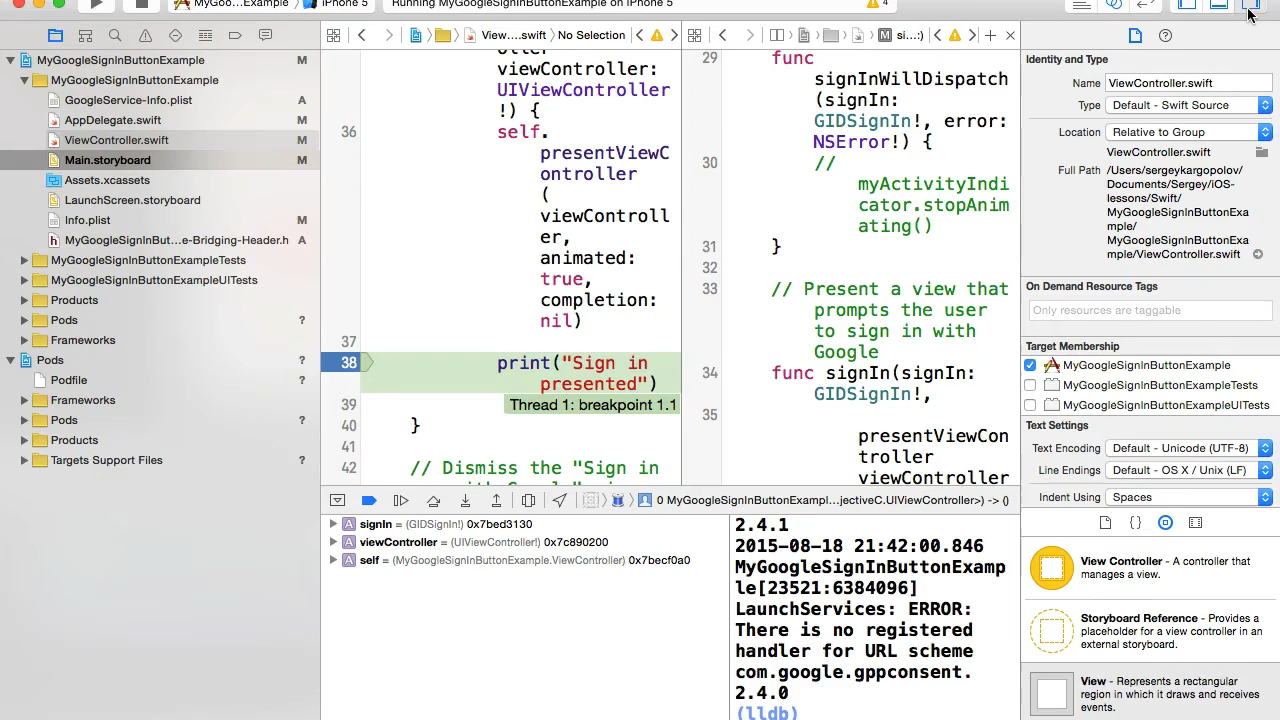 MyGoo...Example
iPhone 5
Running MyGoogleSignInButtonExample on iPhone 5
4
View....swift
No Selection
si...:)
MyGoogleSignInButtonExample M
MyGoogleSignInButtonExample
GoogleService-Info.plist A
AppDelegate.swift M
ViewController.swift M
Main.storyboard M
Assets.xcassets
LaunchScreen.storyboard
Info.plist M
MyGoogleSignInBut...e-Bridging-Header.h A
MyGoogleSignInButtonExampleTests
MyGoogleSignInButtonExampleUITests
Products
Pods ?
Frameworks
Pods
Podfile
Frameworks ?
Pods ?
Products
Targets Support Files ?
viewController:
UIViewController
!) {
36 self.
presentViewC
ontroller
(
viewControll
er,
animated:
true,
completion:
nil)
37
38 print("Sign in
presented")
Thread 1: breakpoint 1.1
39
40 }
41
42 // Dismiss the "Sign in
29 func
signInWillDispatch
(signIn:
GIDSignIn!, error:
NSError!) {
30 //
myActivityIndi
cator.stopAnim
ating()
31 }
32
33 // Present a view that
prompts the user
to sign in with
Google
34 func signIn(signIn:
GIDSignIn!,
35
presentViewCon
troller
viewController
0 MyGoogleSignInButtonExampl...jectiveC.UIViewController>) -> ()
A signIn = (GIDSignIn!) 0x7bed3130
A viewController = (UIViewController!) 0x7c890200
A self = (MyGoogleSignInButtonExample.ViewController) 0x7becf0a0
2.4.1
2015-08-18 21:42:00.846
MyGoogleSignInButtonExamp
le[23521:6384096]
LaunchServices: ERROR:
There is no registered
handler for URL scheme
com.google.gppconsent.
2.4.0
(lldb)
Identity and Type
Name ViewController.swift
Type Default - Swift Source
Location Relative to Group
ViewController.swift
Full Path /Users/sergeykargopolov/
Documents/Sergey/iOS-
lessons/Swift/
MyGoogleSignInButtonExa
mple/
MyGoogleSignInButtonExa
mple/ViewController.swift
On Demand Resource Tags
Only resources are taggable
Target Membership
MyGoogleSignInButtonExample
MyGoogleSignInButtonExampleTests
MyGoogleSignInButtonExampleUITests
Text Settings
Text Encoding Default - Unicode (UTF-8)
Line Endings Default - OS X / Unix (LF)
Indent Using Spaces
View Controller - A controller that
manages a view.
Storyboard Reference - Provides a
placeholder for a view controller in an
external storyboard.
View - Represents a rectangular
region in which it draws and receives
events.